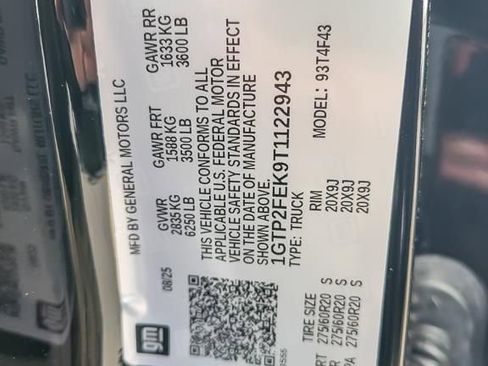 gm
08/25
MFD BY GENERAL MOTORS LLC
GVWR
2835 KG
6250 LB
GAWR FRT
1588 KG
3500 LB
GAWR RR
1633 KG
3600 LB
THIS VEHICLE CONFORMS TO ALL
APPLICABLE U.S. FEDERAL MOTOR
VEHICLE SAFETY STANDARDS IN EFFECT
ON THE DATE OF MANUFACTURE
SHOWN ABOVE.
1GTP2FEK9T1122943
TYPE: TRUCK
MODEL: 93T4F43
TIRE SIZE
RIM
275/60R20 S
20X9J
275/60R20 S
20X9J
275/60R20 S
20X9J